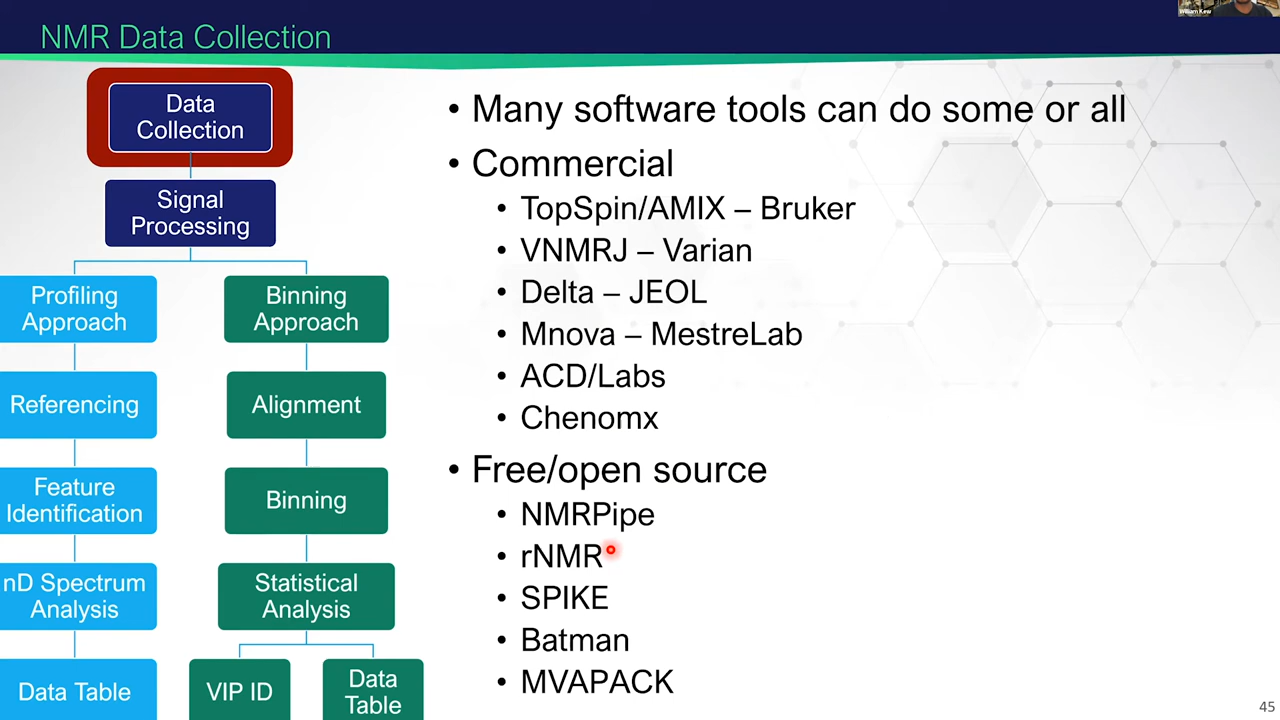 William Kew
NMR Data Collection
Data
Collection
Signal
Processing
Profiling
Approach
Binning
Approach
Referencing
Alignment
Feature
Identification
Binning
nD Spectrum
Analysis
Statistical
Analysis
Data Table
VIP ID
Data
Table
• Many software tools can do some or all
• Commercial
• TopSpin/AMIX – Bruker
• VNMRJ – Varian
• Delta – JEOL
• Mnova – MestreLab
• ACD/Labs
• Chenomx
• Free/open source
• NMRPipe
• rNMR
• SPIKE
• Batman
• MVAPACK
45